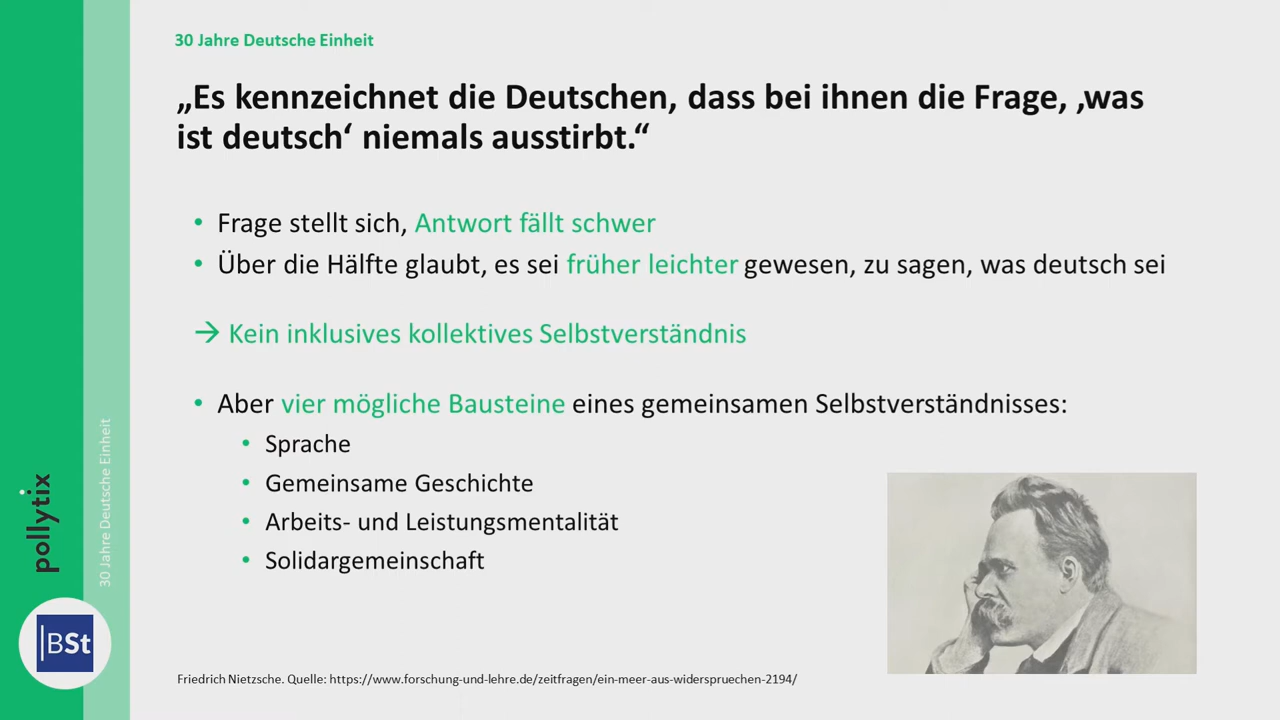 30 Jahre Deutsche Einheit
„Es kennzeichnet die Deutschen, dass bei ihnen die Frage, ‚was
ist deutsch‘ niemals ausstirbt.“
• Frage stellt sich, Antwort fällt schwer
• Über die Hälfte glaubt, es sei früher leichter gewesen, zu sagen, was deutsch sei
→ Kein inklusives kollektives Selbstverständnis
• Aber vier mögliche Bausteine eines gemeinsamen Selbstverständnisses:
• Sprache
• Gemeinsame Geschichte
• Arbeits- und Leistungsmentalität
• Solidargemeinschaft
Friedrich Nietzsche. Quelle: https://www.forschung-und-lehre.de/zeitfragen/ein-meer-aus-widerspruechen-2194/
pollytix
30 Jahre Deutsche Einheit
|BSt